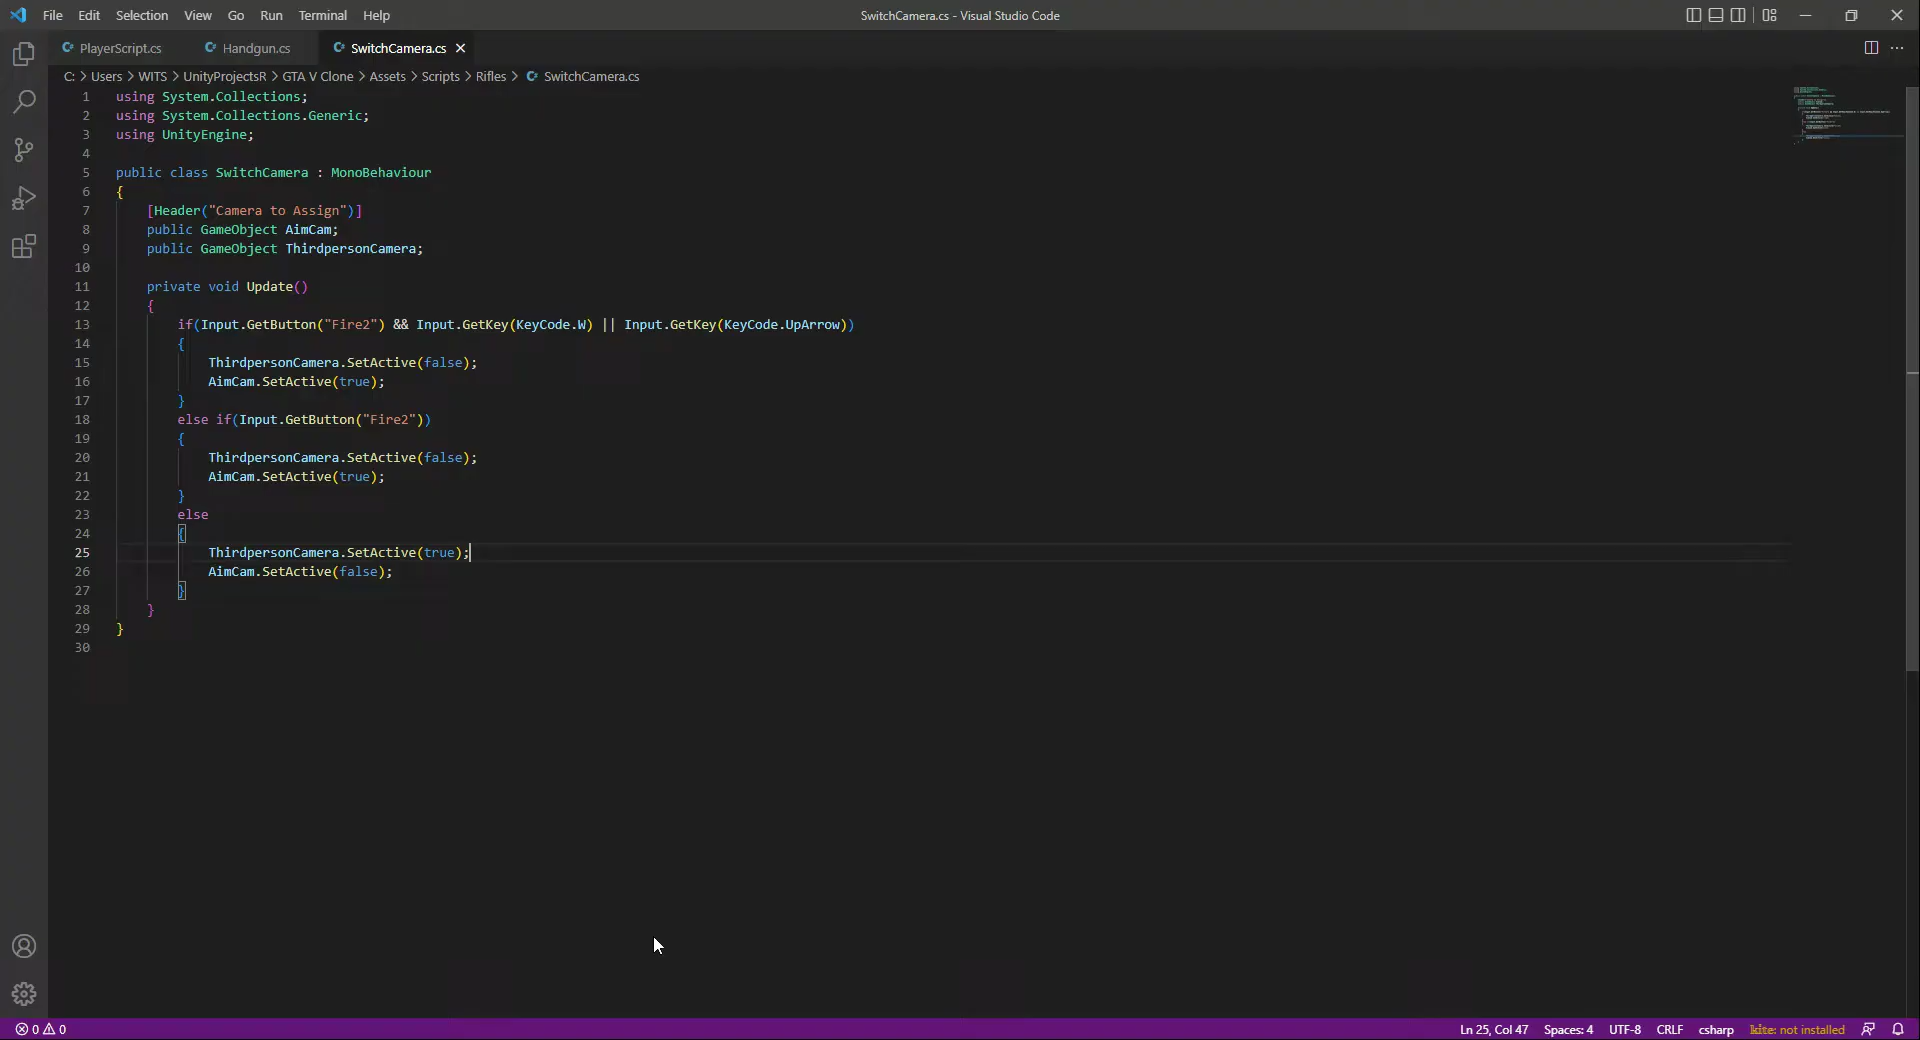 File Edit Selection View Go Run Terminal Help
SwitchCamera.cs - Visual Studio Code
PlayerScript.cs Handgun.cs SwitchCamera.cs
C: > Users > WITS > UnityProjectsR > GTA V Clone > Assets > Scripts > Rifles > SwitchCamera.cs
1 using System.Collections;
2 using System.Collections.Generic;
3 using UnityEngine;
4
5 public class SwitchCamera : MonoBehaviour
6 {
7 [Header("Camera to Assign")]
8 public GameObject AimCam;
9 public GameObject ThirdpersonCamera;
10
11 private void Update()
12 {
13 if(Input.GetButton("Fire2") && Input.GetKey(KeyCode.W) || Input.GetKey(KeyCode.UpArrow))
14 {
15 ThirdpersonCamera.SetActive(false);
16 AimCam.SetActive(true);
17 }
18 else if(Input.GetButton("Fire2"))
19 {
20 ThirdpersonCamera.SetActive(false);
21 AimCam.SetActive(true);
22 }
23 else
24 {
25 ThirdpersonCamera.SetActive(true);
26 AimCam.SetActive(false);
27 }
28 }
29 }
30
0 0 Ln 25, Col 47 Spaces: 4 UTF-8 CRLF csharp kite: not installed